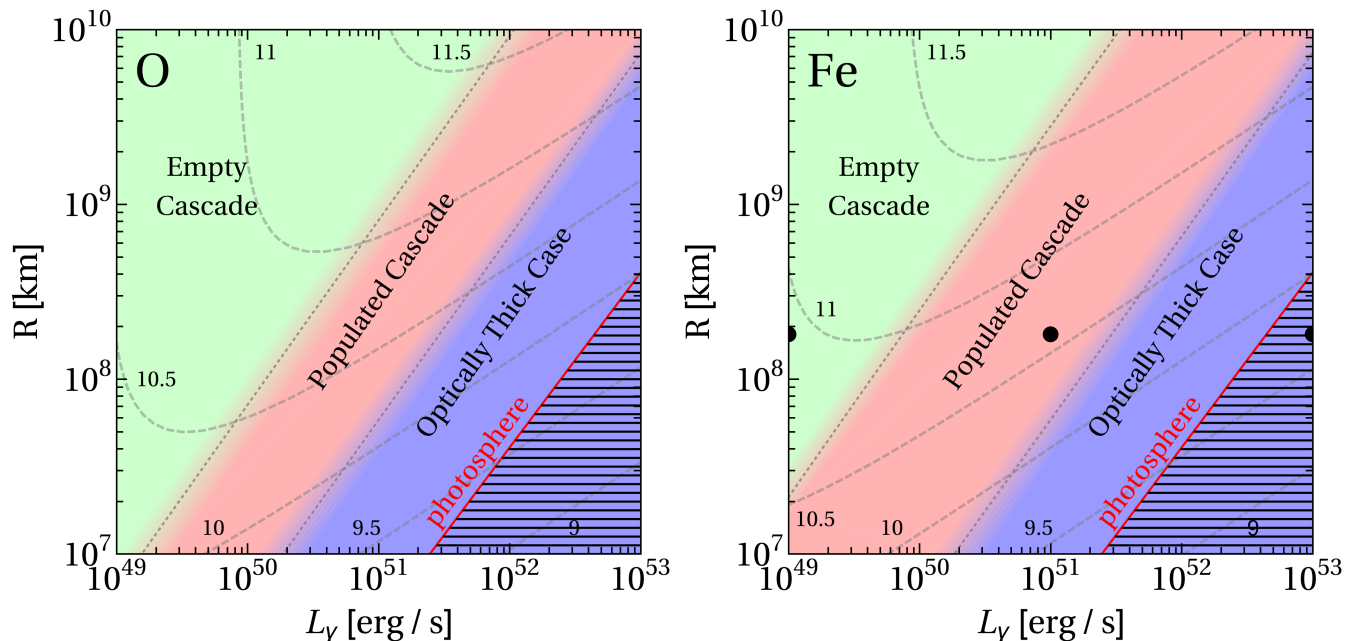 O
R [km]
10^10
10^9
10^8
10^7
11
11.5
Empty
Cascade
10.5
10
9.5
9
Populated Cascade
Optically Thick Case
photosphere
10^49
10^50
10^51
10^52
10^53
L_γ [erg / s]
Fe
R [km]
10^10
10^9
10^8
10^7
11.5
Empty
Cascade
11
10.5
10
9.5
9
Populated Cascade
Optically Thick Case
photosphere
10^49
10^50
10^51
10^52
10^53
L_γ [erg / s]